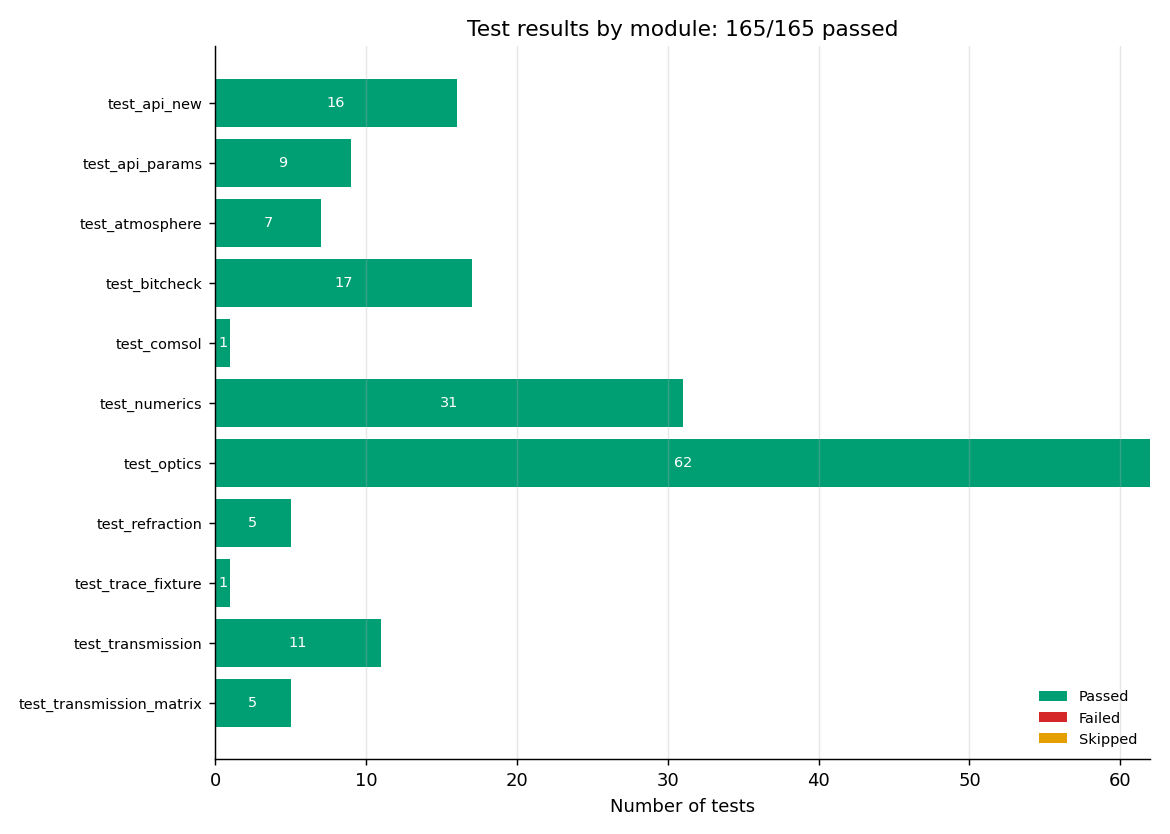 Test results by module: 165/165 passed
test_api_new
16
test_api_params
9
test_atmosphere
7
test_bitcheck
17
test_comsol
1
test_numerics
31
test_optics
62
test_refraction
5
test_trace_fixture
1
test_transmission
11
test_transmission_matrix
5
Passed
Failed
Skipped
0 10 20 30 40 50 60
Number of tests